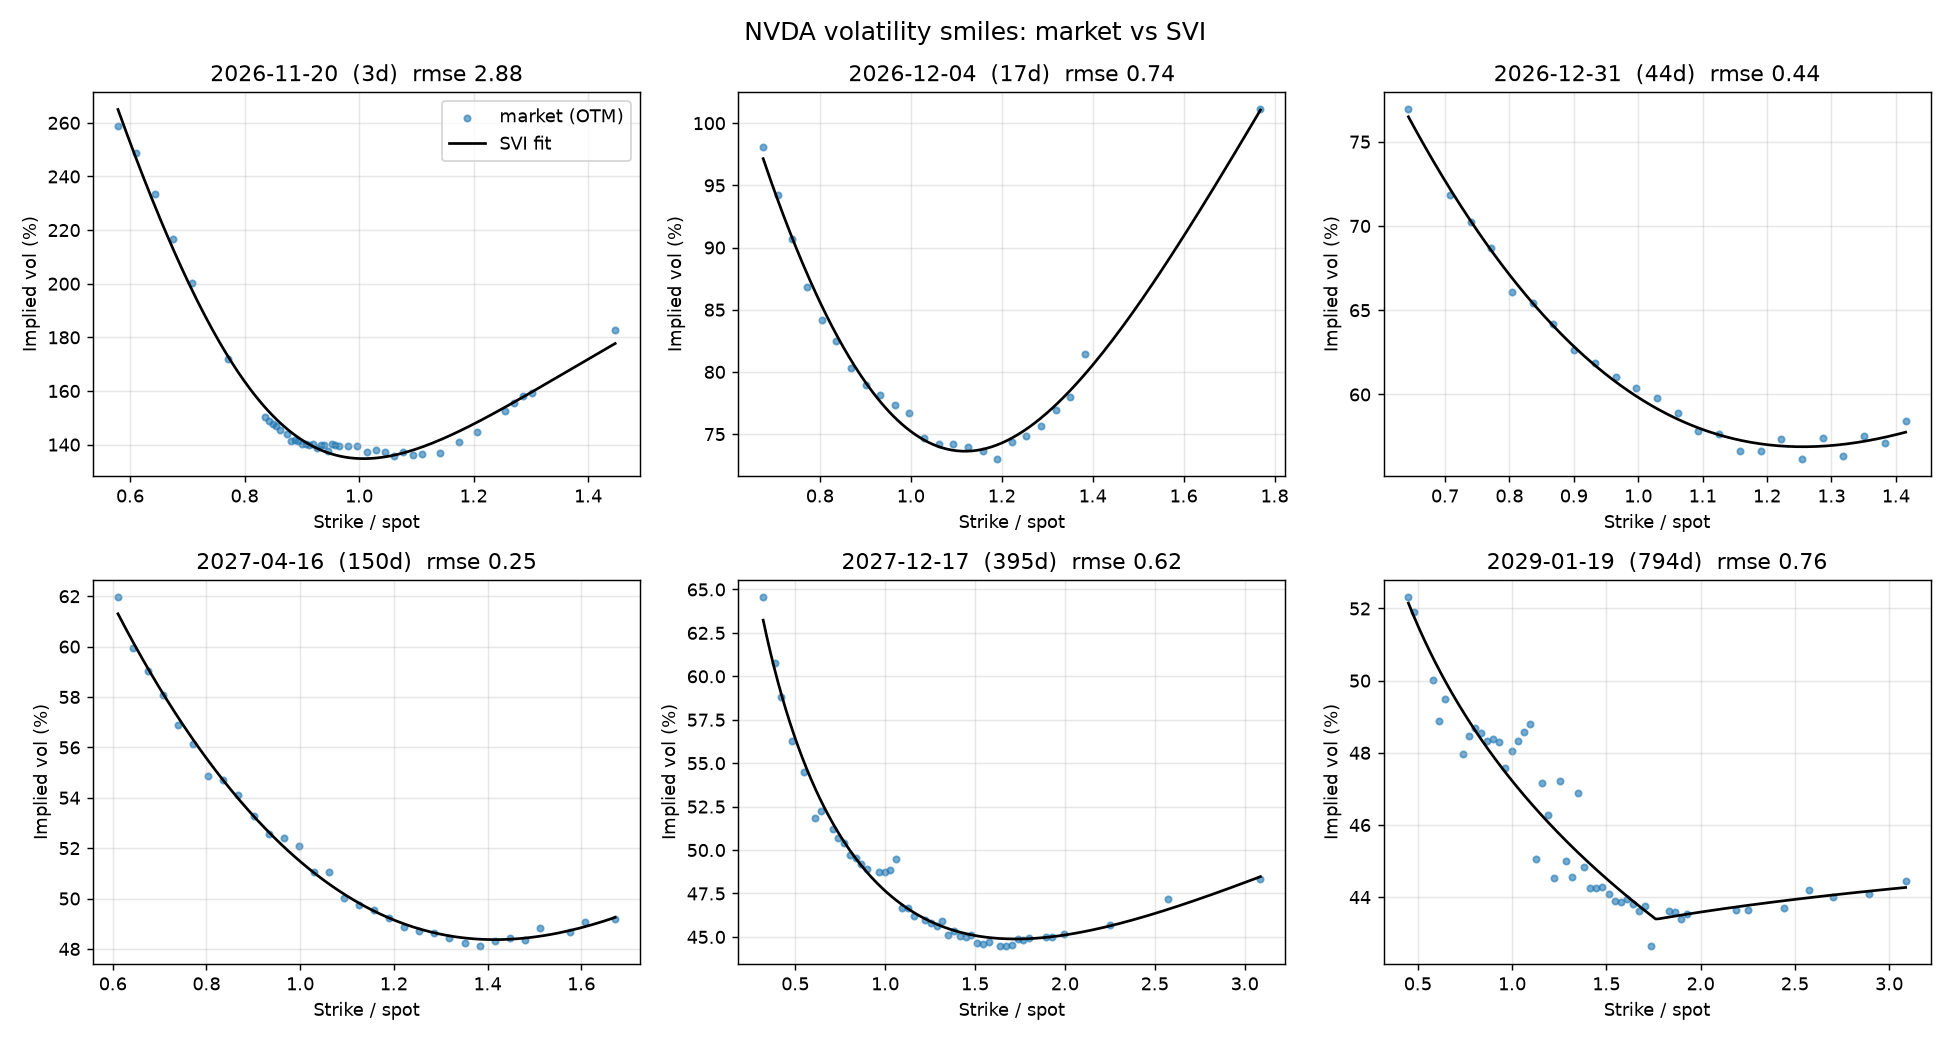 NVDA volatility smiles: market vs SVI
2026-11-20  (3d)  rmse 2.88
Implied vol (%)
260
240
220
200
180
160
140
market (OTM)
SVI fit
0.6 0.8 1.0 1.2 1.4
Strike / spot
2026-12-04  (17d)  rmse 0.74
Implied vol (%)
100
95
90
85
80
75
0.8 1.0 1.2 1.4 1.6 1.8
Strike / spot
2026-12-31  (44d)  rmse 0.44
Implied vol (%)
75
70
65
60
0.7 0.8 0.9 1.0 1.1 1.2 1.3 1.4
Strike / spot
2027-04-16  (150d)  rmse 0.25
Implied vol (%)
62
60
58
56
54
52
50
48
0.6 0.8 1.0 1.2 1.4 1.6
Strike / spot
2027-12-17  (395d)  rmse 0.62
Implied vol (%)
65.0
62.5
60.0
57.5
55.0
52.5
50.0
47.5
45.0
0.5 1.0 1.5 2.0 2.5 3.0
Strike / spot
2029-01-19  (794d)  rmse 0.76
Implied vol (%)
52
50
48
46
44
0.5 1.0 1.5 2.0 2.5 3.0
Strike / spot